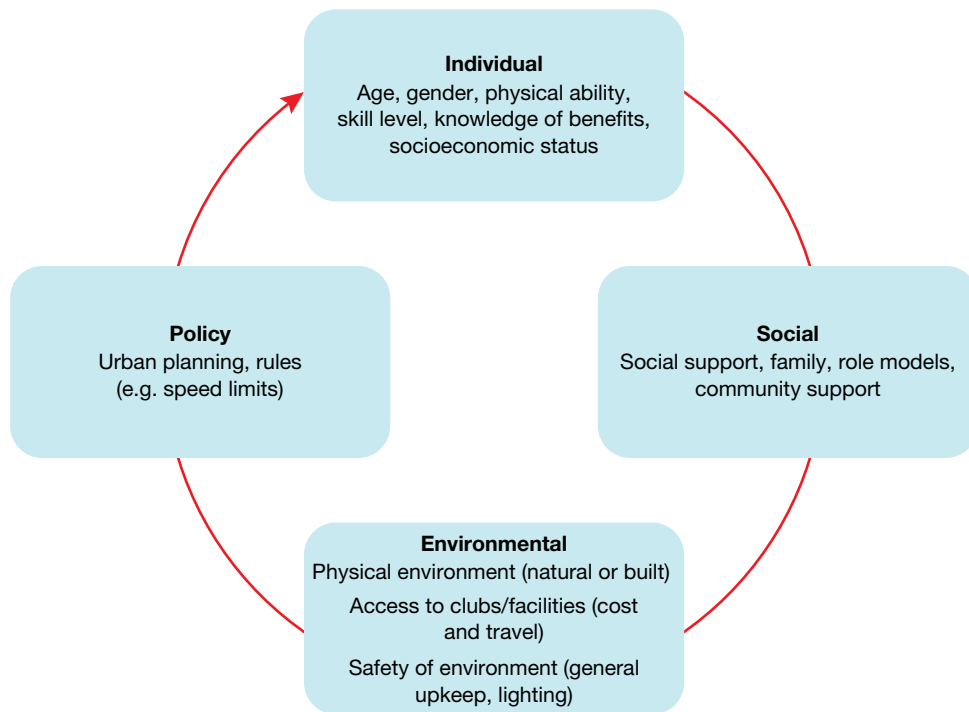 Individual
Age, gender, physical ability,
skill level, knowledge of benefits,
socioeconomic status
Policy
Urban planning, rules
(e.g. speed limits)
Social
Social support, family, role models,
community support
Environmental
Physical environment (natural or built)
Access to clubs/facilities (cost
and travel)
Safety of environment (general
upkeep, lighting)